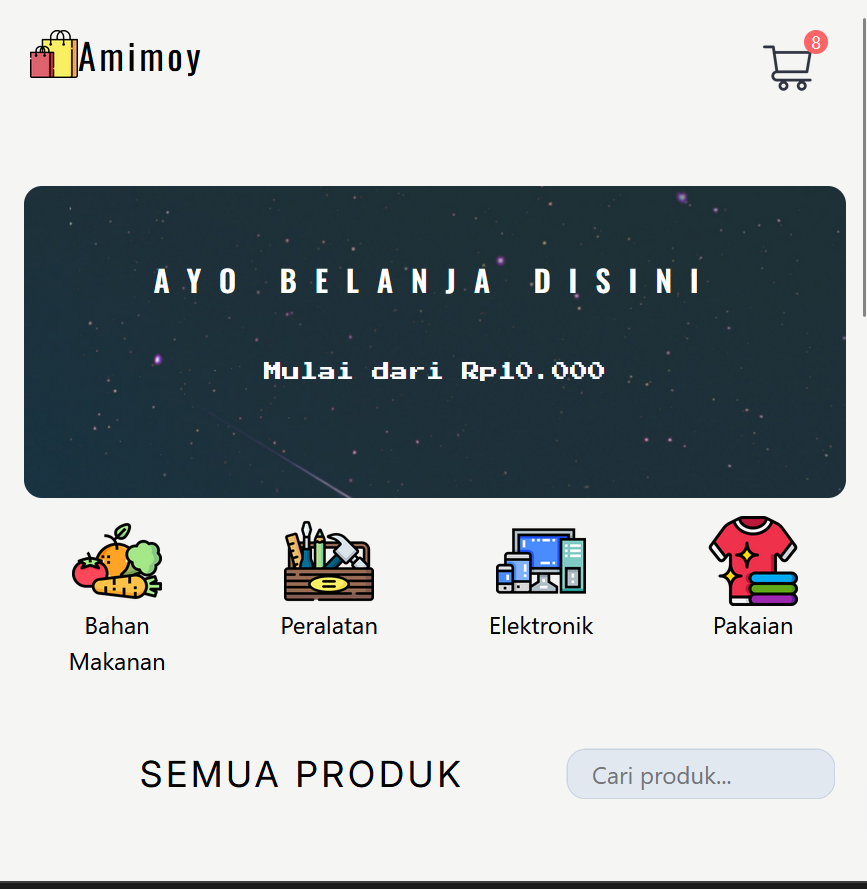 Amimoy
8
AYO BELANJA DISINI
Mulai dari Rp10.000
Bahan
Makanan
Peralatan
Elektronik
Pakaian
SEMUA PRODUK
Cari produk...